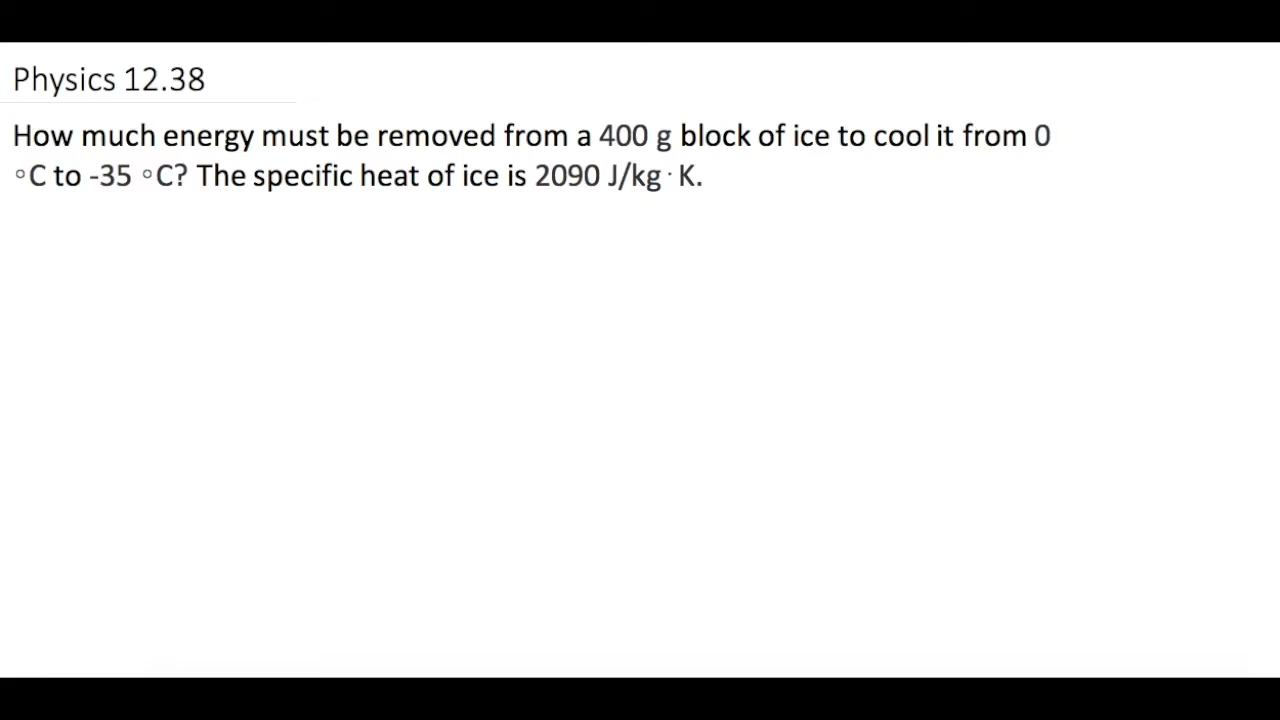 Physics 12.38
How much energy must be removed from a 400 g block of ice to cool it from 0
◦C to -35 ◦C? The specific heat of ice is 2090 J/kg⋅K.